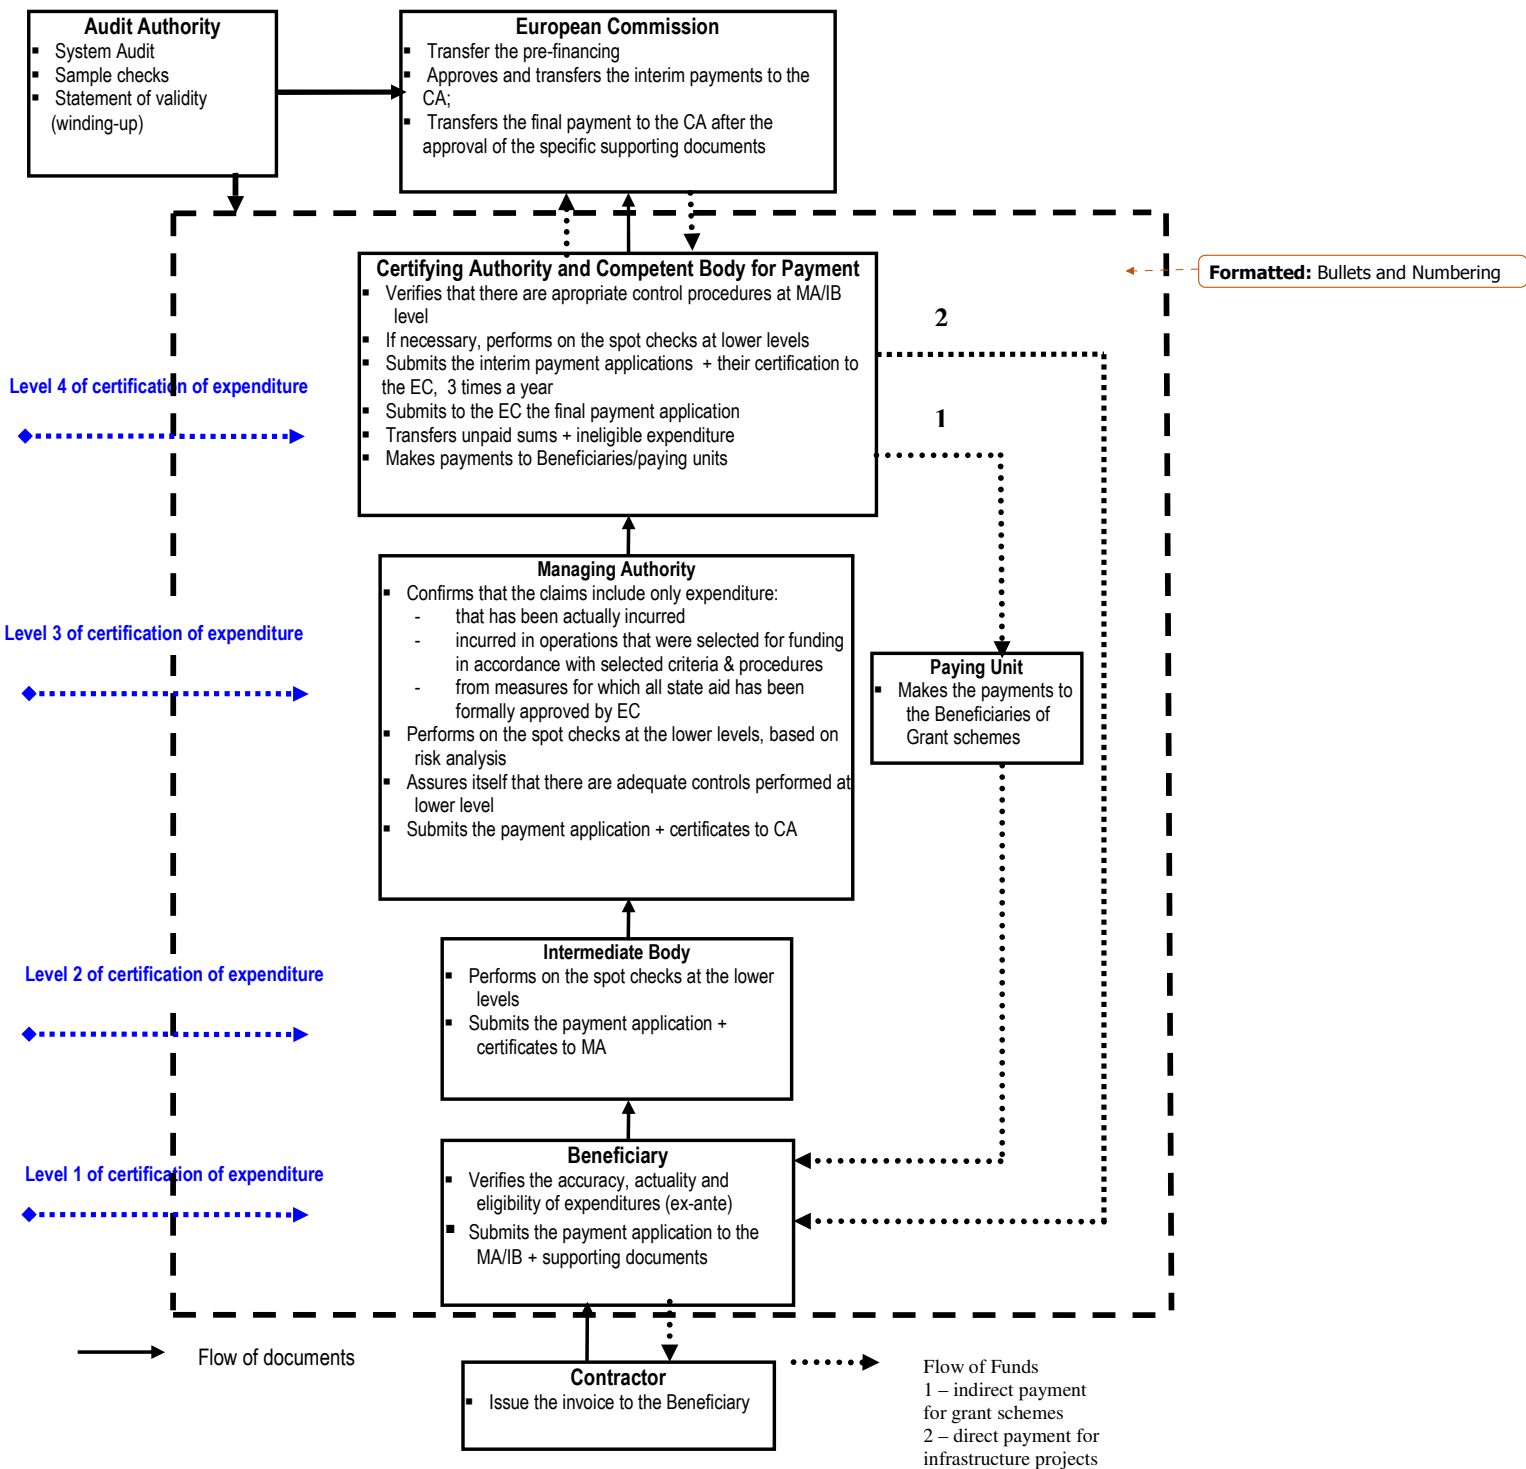 Audit Authority
▪ System Audit
▪ Sample checks
▪ Statement of validity
(winding-up)
European Commission
▪ Transfer the pre-financing
▪ Approves and transfers the interim payments to the
CA;
▪ Transfers the final payment to the CA after the
approval of the specific supporting documents
Certifying Authority and Competent Body for Payment
▪ Verifies that there are apropriate control procedures at MA/IB
level
▪ If necessary, performs on the spot checks at lower levels
▪ Submits the interim payment applications + their certification to
the EC, 3 times a year
▪ Submits to the EC the final payment application
▪ Transfers unpaid sums + ineligible expenditure
▪ Makes payments to Beneficiaries/paying units
Formatted: Bullets and Numbering
2
1
Level 4 of certification of expenditure
Managing Authority
▪ Confirms that the claims include only expenditure:
- that has been actually incurred
- incurred in operations that were selected for funding
in accordance with selected criteria & procedures
- from measures for which all state aid has been
formally approved by EC
▪ Performs on the spot checks at the lower levels, based on
risk analysis
▪ Assures itself that there are adequate controls performed at
lower level
▪ Submits the payment application + certificates to CA
Level 3 of certification of expenditure
Paying Unit
▪ Makes the payments to
the Beneficiaries of
Grant schemes
Intermediate Body
▪ Performs on the spot checks at the lower
levels
▪ Submits the payment application +
certificates to MA
Level 2 of certification of expenditure
Beneficiary
▪ Verifies the accuracy, actuality and
eligibility of expenditures (ex-ante)
▪ Submits the payment application to the
MA/IB + supporting documents
Level 1 of certification of expenditure
Flow of documents
Contractor
▪ Issue the invoice to the Beneficiary
Flow of Funds
1 – indirect payment
for grant schemes
2 – direct payment for
infrastructure projects